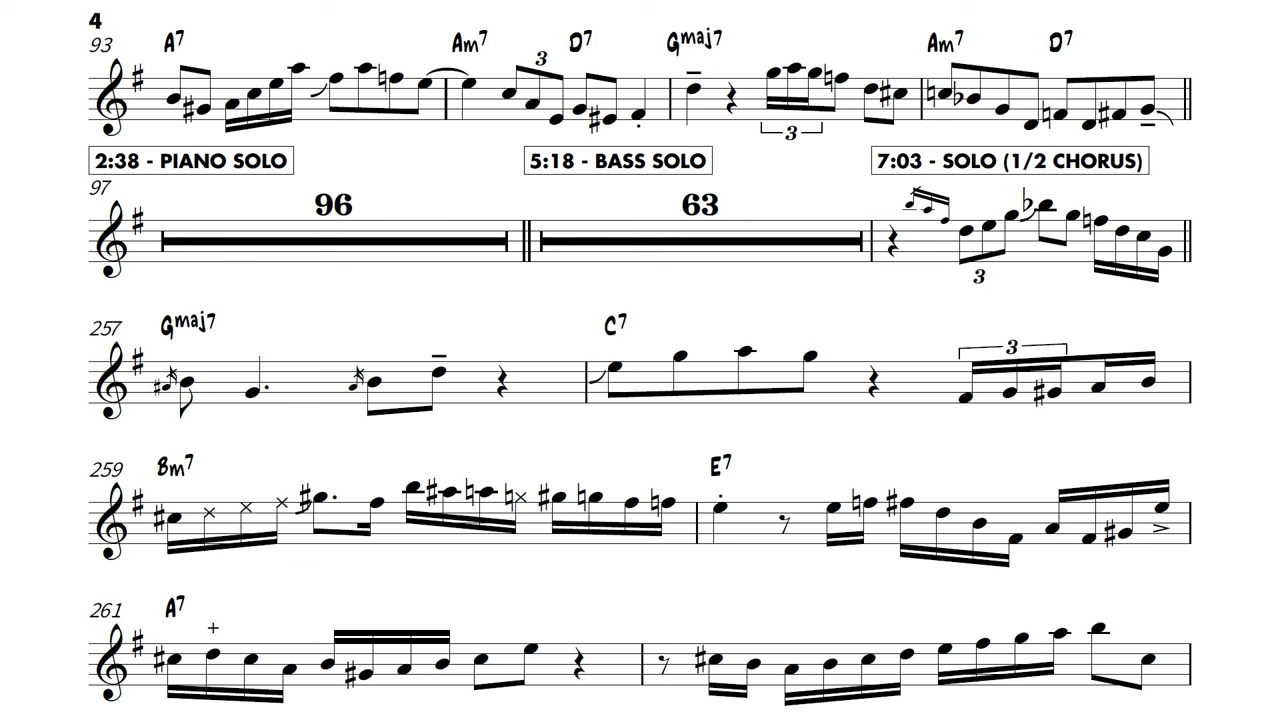 4
93 A7 Am7 D7 Gmaj7 Am7 D7
3
3
2:38 - PIANO SOLO 5:18 - BASS SOLO 7:03 - SOLO (1/2 CHORUS)
97 96 63
3
257 Gmaj7 C7
3
259 Bm7 E7
261 A7